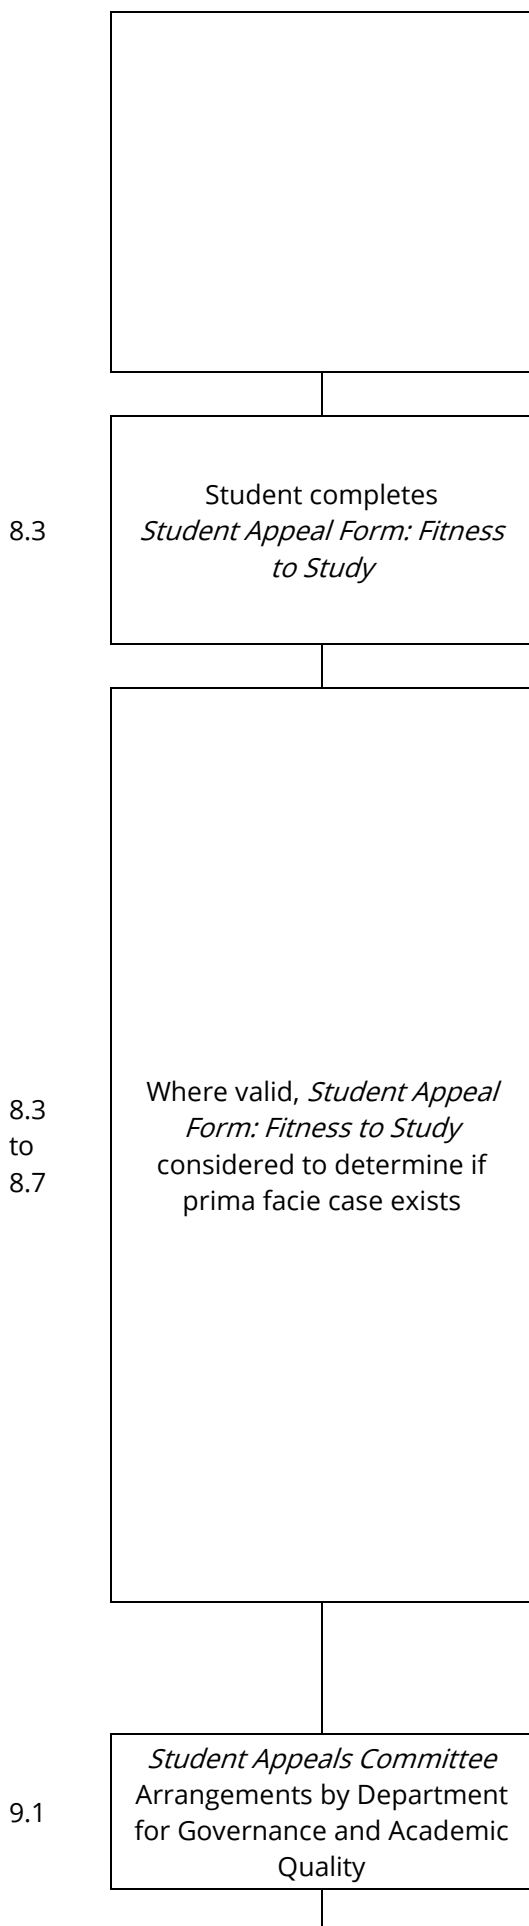 8.3
Student completes
Student Appeal Form: Fitness
to Study
8.3
to
8.7
Where valid, Student Appeal
Form: Fitness to Study
considered to determine if
prima facie case exists
9.1
Student Appeals Committee
Arrangements by Department
for Governance and Academic
Quality